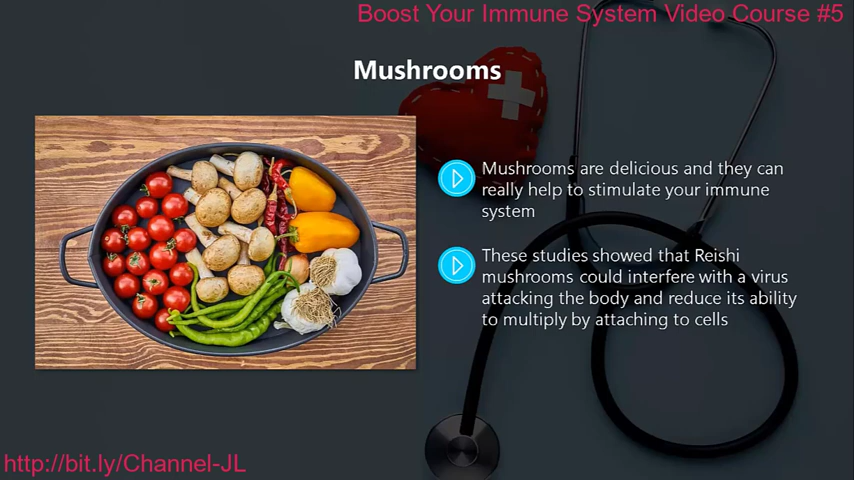 Boost Your Immune System Video Course #5
Mushrooms
Mushrooms are delicious and they can
really help to stimulate your immune
system
These studies showed that Reishi
mushrooms could interfere with a virus
attacking the body and reduce its ability
to multiply by attaching to cells
http://bit.ly/Channel-JL